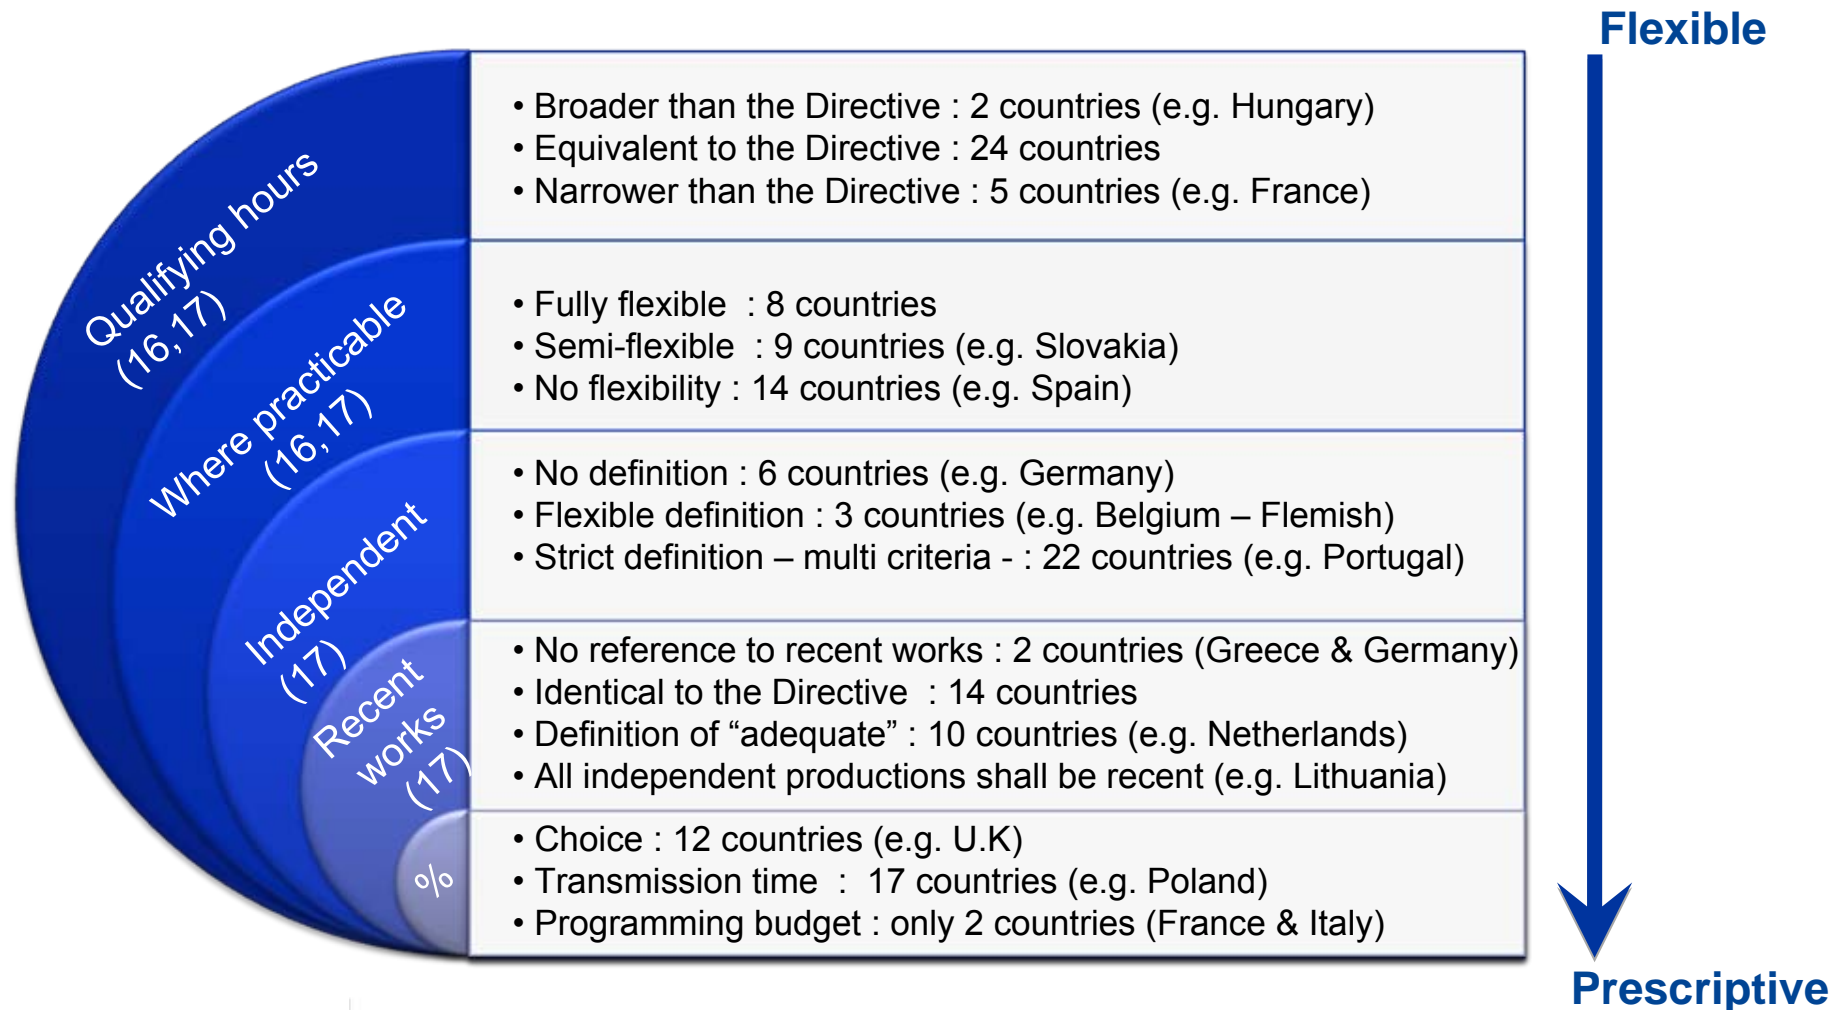 Flexible
Qualifying hours
(16,17)
• Broader than the Directive : 2 countries (e.g. Hungary)
• Equivalent to the Directive : 24 countries
• Narrower than the Directive : 5 countries (e.g. France)
Where practicable
(16,17)
• Fully flexible : 8 countries
• Semi-flexible : 9 countries (e.g. Slovakia)
• No flexibility : 14 countries (e.g. Spain)
Independent
(17)
• No definition : 6 countries (e.g. Germany)
• Flexible definition : 3 countries (e.g. Belgium – Flemish)
• Strict definition – multi criteria - : 22 countries (e.g. Portugal)
Recent
works
(17)
• No reference to recent works : 2 countries (Greece & Germany)
• Identical to the Directive : 14 countries
• Definition of “adequate” : 10 countries (e.g. Netherlands)
• All independent productions shall be recent (e.g. Lithuania)
%
• Choice : 12 countries (e.g. U.K)
• Transmission time : 17 countries (e.g. Poland)
• Programming budget : only 2 countries (France & Italy)
Prescriptive